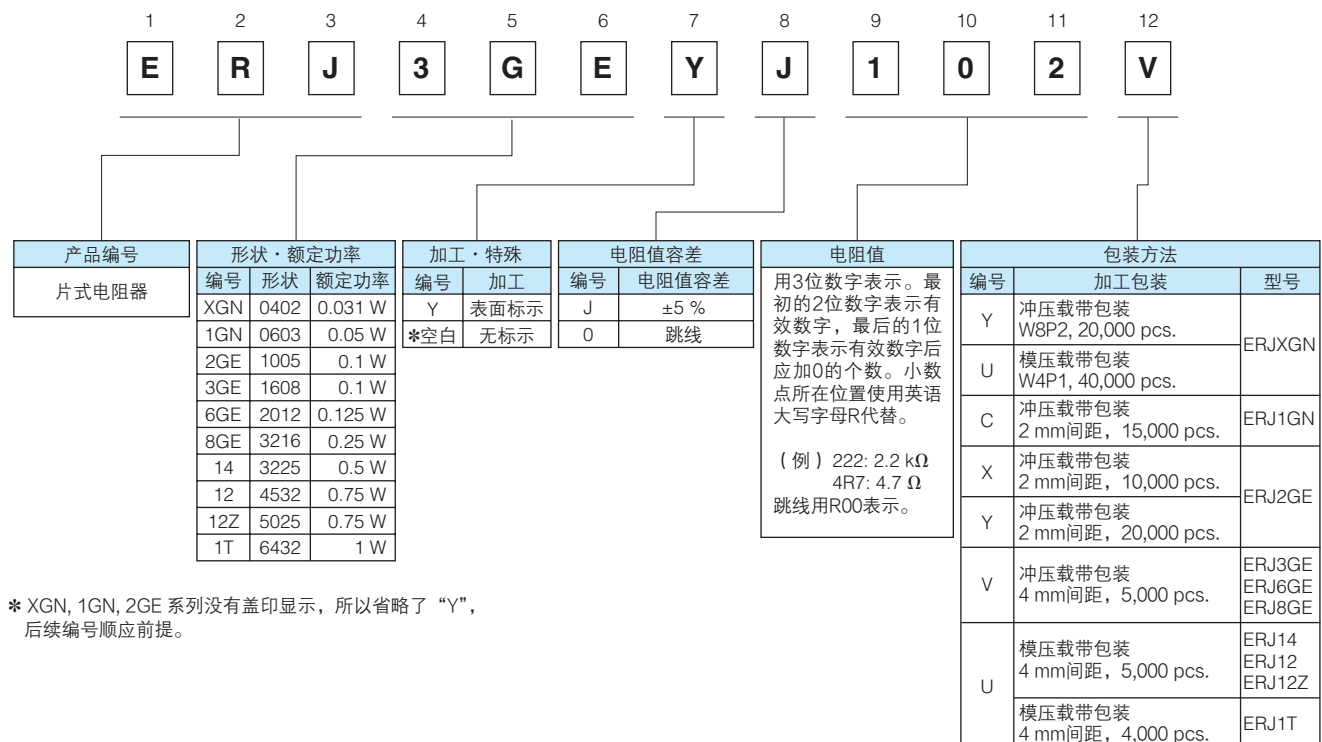 1 2 3 4 5 6 7 8 9 10 11 12
E R J 3 G E Y J 1 0 2 V
产品编号
片式电阻器
形状・额定功率
编号 形状 额定功率
XGN 0402 0.031 W
1GN 0603 0.05 W
2GE 1005 0.1 W
3GE 1608 0.1 W
6GE 2012 0.125 W
8GE 3216 0.25 W
14 3225 0.5 W
12 4532 0.75 W
12Z 5025 0.75 W
1T 6432 1 W
加工・特殊
编号 加工
Y 表面标示
✽空白 无标示
电阻值容差
编号 电阻值容差
J ±5 %
0 跳线
电阻值
用3位数字表示。最
初的2位数字表示有
效数字，最后的1位
数字表示有效数字后
应加0的个数。小数
点所在位置使用英语
大写字母R代替。
（例）222: 2.2 kΩ
4R7: 4.7 Ω
跳线用R00表示。
包装方法
编号 加工包装 型号
Y 冲压载带包装
W8P2, 20,000 pcs.
ERJXGN
U 模压载带包装
W4P1, 40,000 pcs.
C 冲压载带包装
2 mm间距，15,000 pcs.
ERJ1GN
X 冲压载带包装
2 mm间距，10,000 pcs.
ERJ2GE
Y 冲压载带包装
2 mm间距，20,000 pcs.
V 冲压载带包装
4 mm间距，5,000 pcs.
ERJ3GE
ERJ6GE
ERJ8GE
U 模压载带包装
4 mm间距，5,000 pcs.
ERJ14
ERJ12
ERJ12Z
模压载带包装
4 mm间距，4,000 pcs.
ERJ1T
✽ XGN, 1GN, 2GE 系列没有盖印显示，所以省略了“Y”，
后续编号顺应前提。